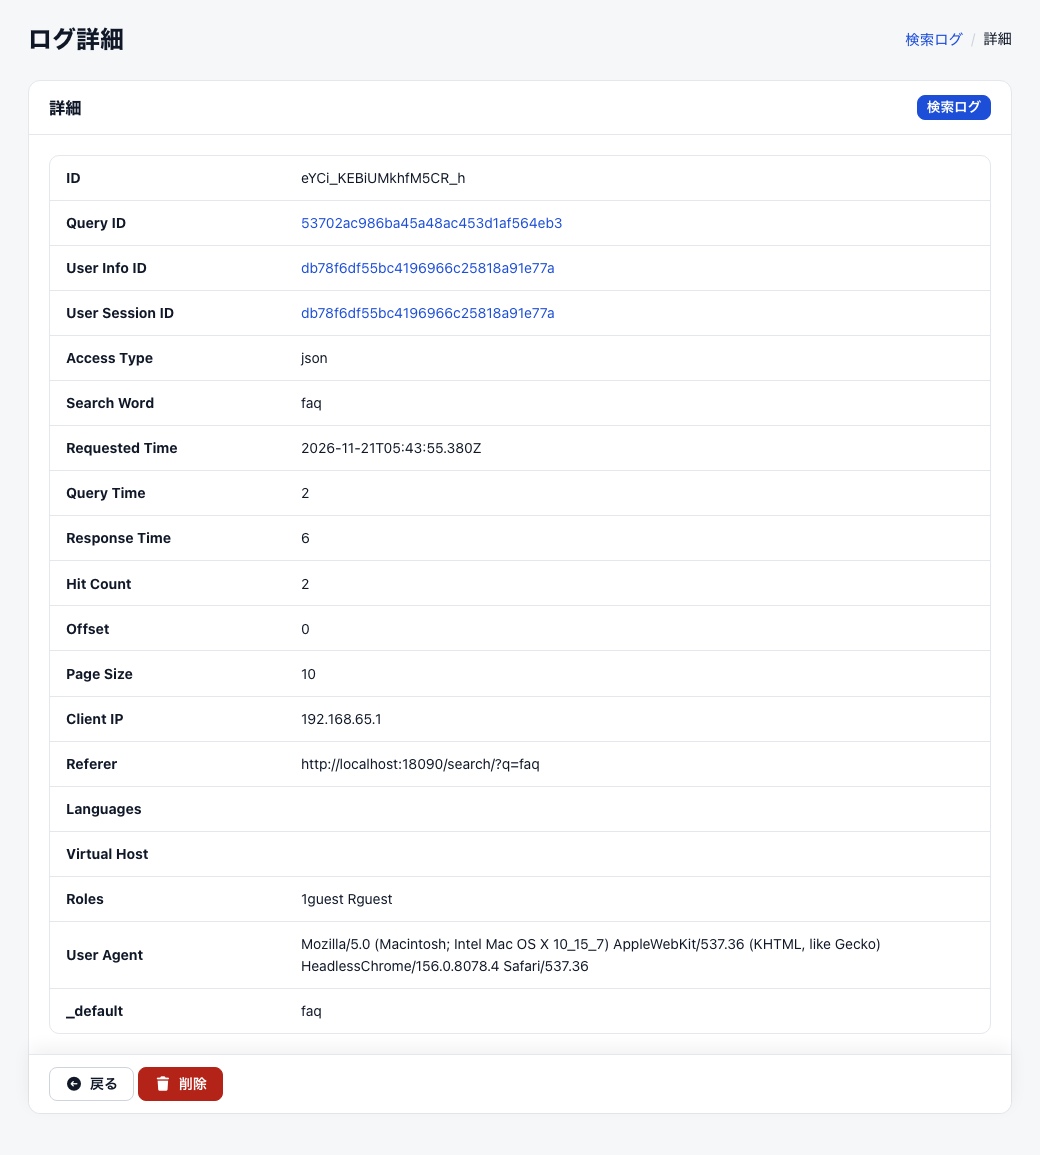 ログ詳細
検索ログ / 詳細
詳細
検索ログ
ID eYCi_KEBiUMkhfM5CR_h
Query ID 53702ac986ba45a48ac453d1af564eb3
User Info ID db78f6df55bc4196966c25818a91e77a
User Session ID db78f6df55bc4196966c25818a91e77a
Access Type json
Search Word faq
Requested Time 2026-11-21T05:43:55.380Z
Query Time 2
Response Time 6
Hit Count 2
Offset 0
Page Size 10
Client IP 192.168.65.1
Referer http://localhost:18090/search/?q=faq
Languages
Virtual Host
Roles 1guest Rguest
User Agent Mozilla/5.0 (Macintosh; Intel Mac OS X 10_15_7) AppleWebKit/537.36 (KHTML, like Gecko)
HeadlessChrome/156.0.8078.4 Safari/537.36
_default faq
戻る 削除